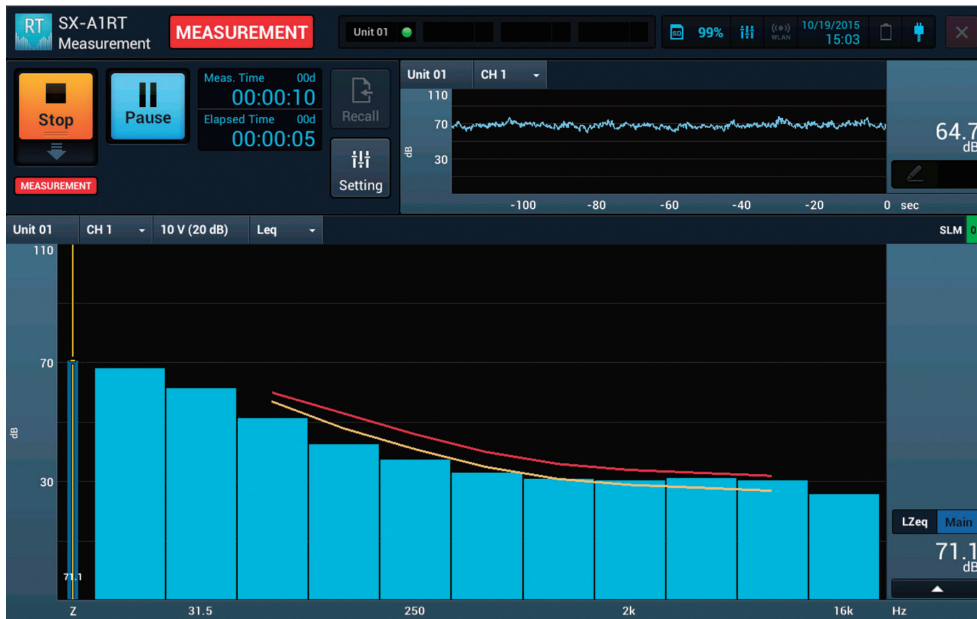 RT
SX-A1RT
Measurement
MEASUREMENT
Unit 01
SD
99%
WLAN
10/19/2015
15:03
Stop
Pause
Meas. Time 00d
00:00:10
Elapsed Time 00d
00:00:05
Recall
Setting
MEASUREMENT
Unit 01 CH 1
110
70
30
dB
64.7
dB
-100 -80 -60 -40 -20 0 sec
Unit 01 CH 1 10 V (20 dB) Leq SLM 0
110
70
dB
30
71.1
LZeq Main
71.1
dB
Z 31.5 250 2k 16k Hz